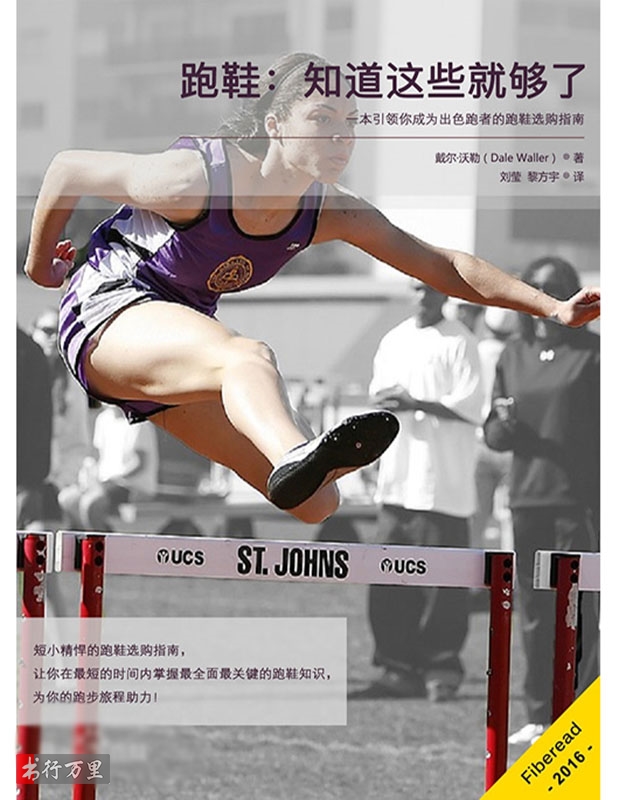 跑鞋：知道这些就够了
一本引领你成为出色跑者的跑鞋选购指南
戴尔·沃勒（Dale Waller）著
刘莹 黎方宇 译
UCS ST. JOHNS UCS
短小精悍的跑鞋选购指南，
让你在最短的时间内掌握最全面最关键的跑鞋知识，
为你的跑步旅程助力！
Fiberead
- 2016 -
书行万里